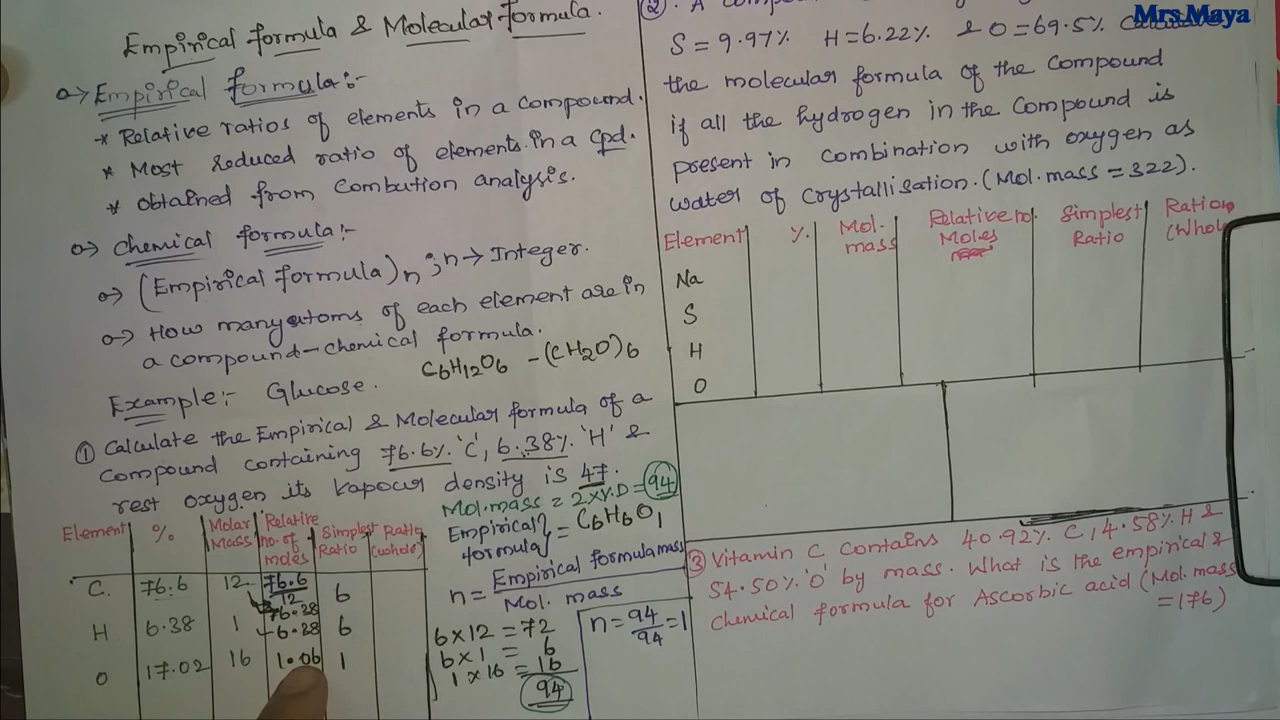 Empirical formula & Molecular formula.
Empirical formula:-
* Relative ratios of elements in a compound.
* Most reduced ratio of elements in a cpd.
* obtained from Combution analysis.
Chemical formula:-
(Empirical formula)n ; n → Integer.
How many atoms of each element are in
a compound - chemical formula.
Example:- Glucose. C6H12O6 - (CH2O)6
① Calculate the Empirical & Molecular formula of a
compound containing 76.6% 'C', 6.38% 'H' &
rest oxygen its vapour density is 47.
Mol. mass = 2 x V.D = 94
Element % Molar Mass Relative no. of moles Simplest Ratio Ratio (whole)
C. 76.6 12 76.6/12 6
H 6.38 1 6.38 6
O 17.02 16 1.06 1
Empirical formula } = C6H6O1
n = Empirical formula mass / Mol. mass
6 x 12 = 72
6 x 1 = 6
1 x 16 = 16
94
n = 94/94 = 1
Mrs.Maya
②. A
S = 9.97% H = 6.22% & O = 69.5%
the molecular formula of the compound
if all the hydrogen in the compound is
present in combination with oxygen as
water of crystallisation. (Mol. mass = 322).
Element % Mol. mass Relative no. Moles Simplest Ratio Ratio (Whole
Na
S
H
O
③ Vitamin C contains 40.92% C, 4.58% H &
54.50% 'O' by mass. What is the empirical &
chemical formula for Ascorbic acid (Mol. mass
= 176)